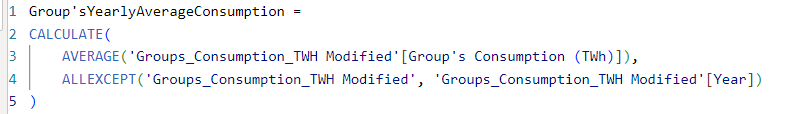 1 Group'sYearlyAverageConsumption =
2 CALCULATE(
3 AVERAGE('Groups_Consumption_TWH Modified'[Group's Consumption (TWh)]),
4 ALLEXCEPT('Groups_Consumption_TWH Modified', 'Groups_Consumption_TWH Modified'[Year])
5 )